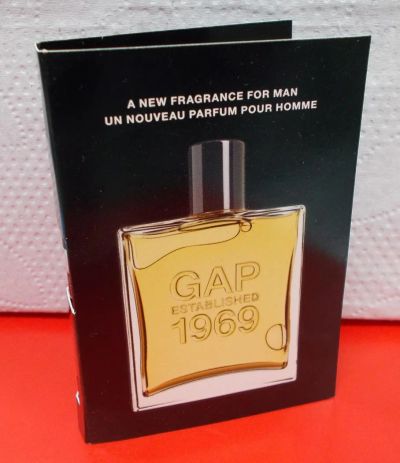 A NEW FRAGRANCE FOR MAN
UN NOUVEAU PARFUM POUR HOMME
GAP
ESTABLISHED
1969